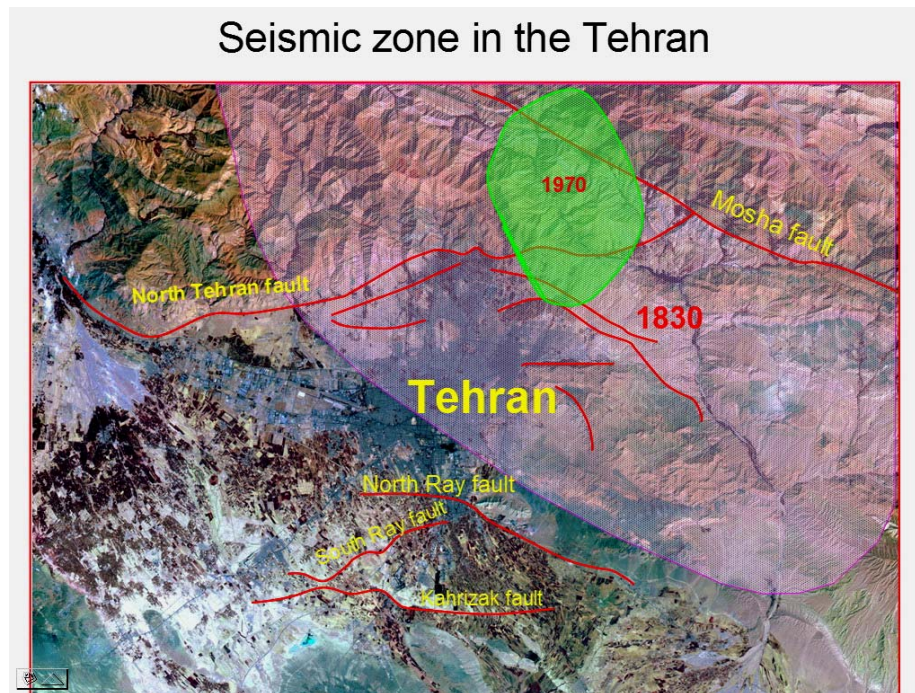 Seismic zone in the Tehran
1970
Mosha fault
North Tehran fault
1830
Tehran
North Ray fault
South Ray fault
Kahrizak fault